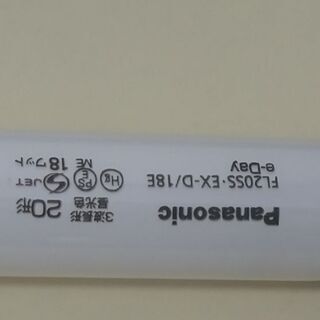 Panasonic
FL20SS·EX-D/18E
e-Day
3波長形
昼光色
20形
Hg PS E JET
NE 18ワット